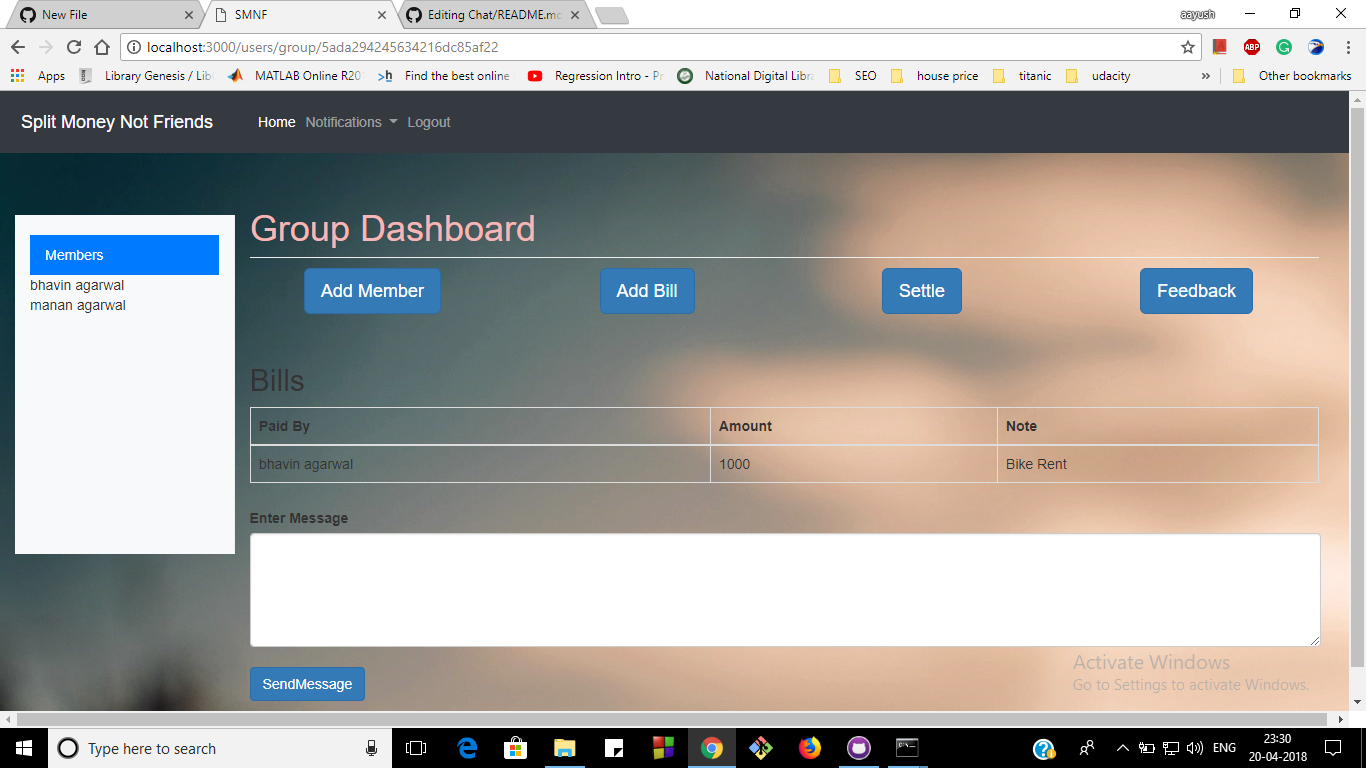 New File
SMNF
Editing Chat/README.mc
aayush
localhost:3000/users/group/5ada294245634216dc85af22
ABP
Apps
Library Genesis / Lib
MATLAB Online R20
Find the best online
Regression Intro - Pr
National Digital Libra
SEO
house price
titanic
udacity
»
Other bookmarks
Split Money Not Friends
Home
Notifications
Logout
Group Dashboard
Members
bhavin agarwal
manan agarwal
Add Member
Add Bill
Settle
Feedback
Bills
Paid By
Amount
Note
bhavin agarwal
1000
Bike Rent
Enter Message
SendMessage
Activate Windows
Go to Settings to activate Windows.
Type here to search
ENG
23:30
20-04-2018